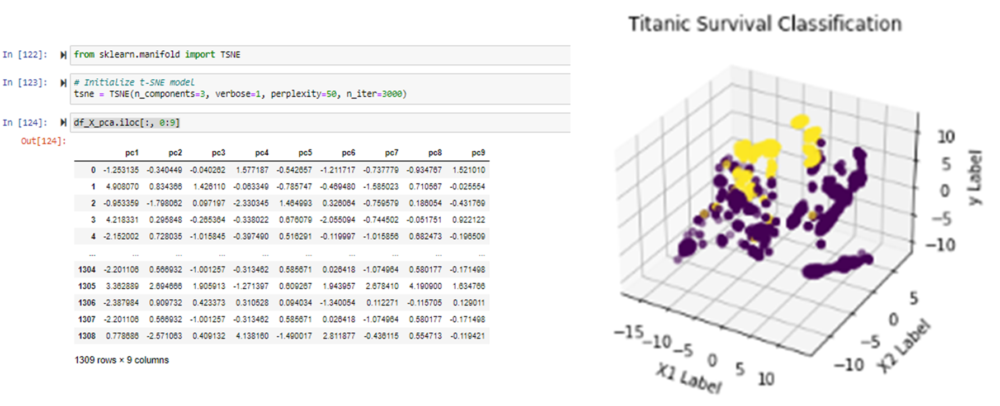 In [122]:
from sklearn.manifold import TSNE
In [123]:
# Initialize t-SNE model
tsne = TSNE(n_components=3, verbose=1, perplexity=50, n_iter=3000)
In [124]:
df_X_pca.iloc[:, 0:9]
Out[124]:
pc1 pc2 pc3 pc4 pc5 pc6 pc7 pc8 pc9
0 -1.253135 -0.340449 -0.040262 1.577187 -0.542657 -1.211717 -0.737779 -0.934767 1.521010
1 4.908070 0.834366 1.426110 -0.063349 -0.785747 -0.469480 -1.585023 0.710567 -0.025554
2 -0.953359 -1.798062 0.097197 -2.330345 1.464993 0.326064 -0.759579 0.186054 -0.431769
3 4.218331 0.295848 -0.265364 -0.338022 0.676079 -2.055094 -0.744502 -0.051751 0.922122
4 -2.152002 0.728035 -1.015845 -0.397490 0.516291 -0.119997 -1.015856 0.682473 -0.196509
... ... ... ... ... ... ... ... ... ...
1304 -2.201106 0.566932 -1.001257 -0.313462 0.585671 0.026418 -1.074964 0.580177 -0.171498
1305 3.362889 2.694666 1.905913 -1.271397 0.609267 1.943957 2.678410 4.190900 1.634766
1306 -2.387984 0.909732 0.423373 0.310528 0.094034 -1.340054 0.112271 -0.115705 0.129011
1307 -2.201106 0.566932 -1.001257 -0.313462 0.585671 0.026418 -1.074964 0.580177 -0.171498
1308 0.778686 -2.571063 0.409132 4.138160 -1.490017 2.811877 -0.436115 0.554713 -0.119421
1309 rows × 9 columns
Titanic Survival Classification
10
5
0
−5
−10
y Label
5
0
−5
−10
X2 Label
−15
−10
−5
0
5
10
X1 Label